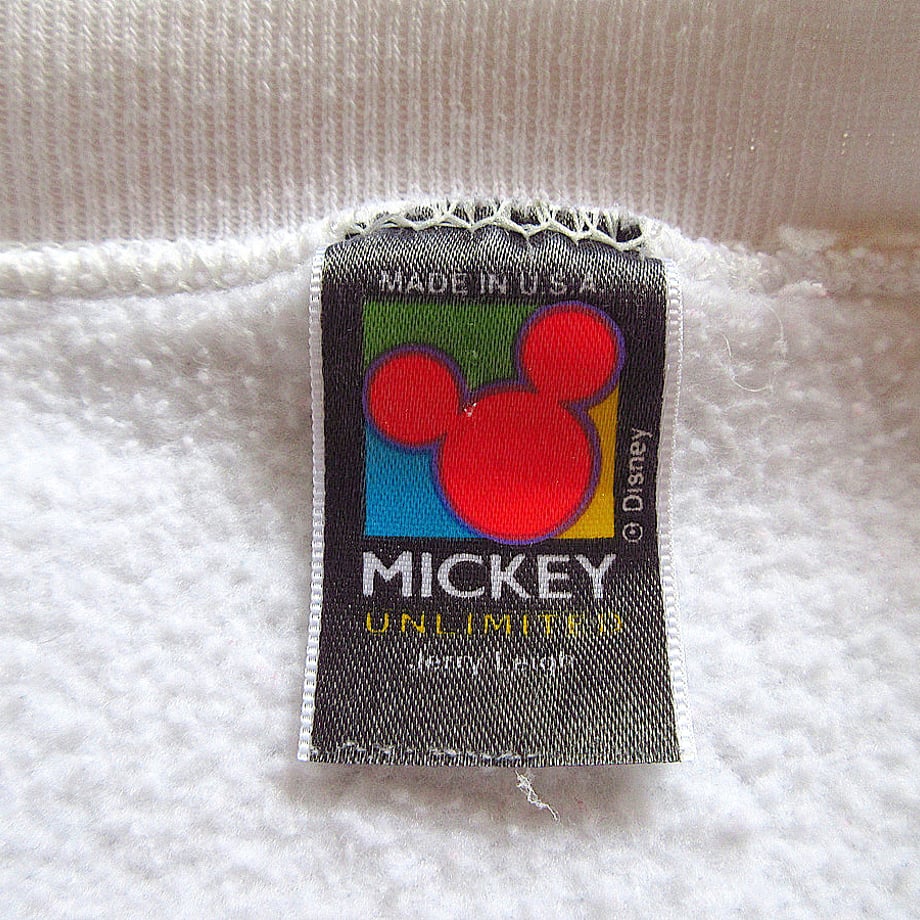 MADE IN U.S.A
© Disney
MICKEY
UNLIMITED
Jerry Leigh